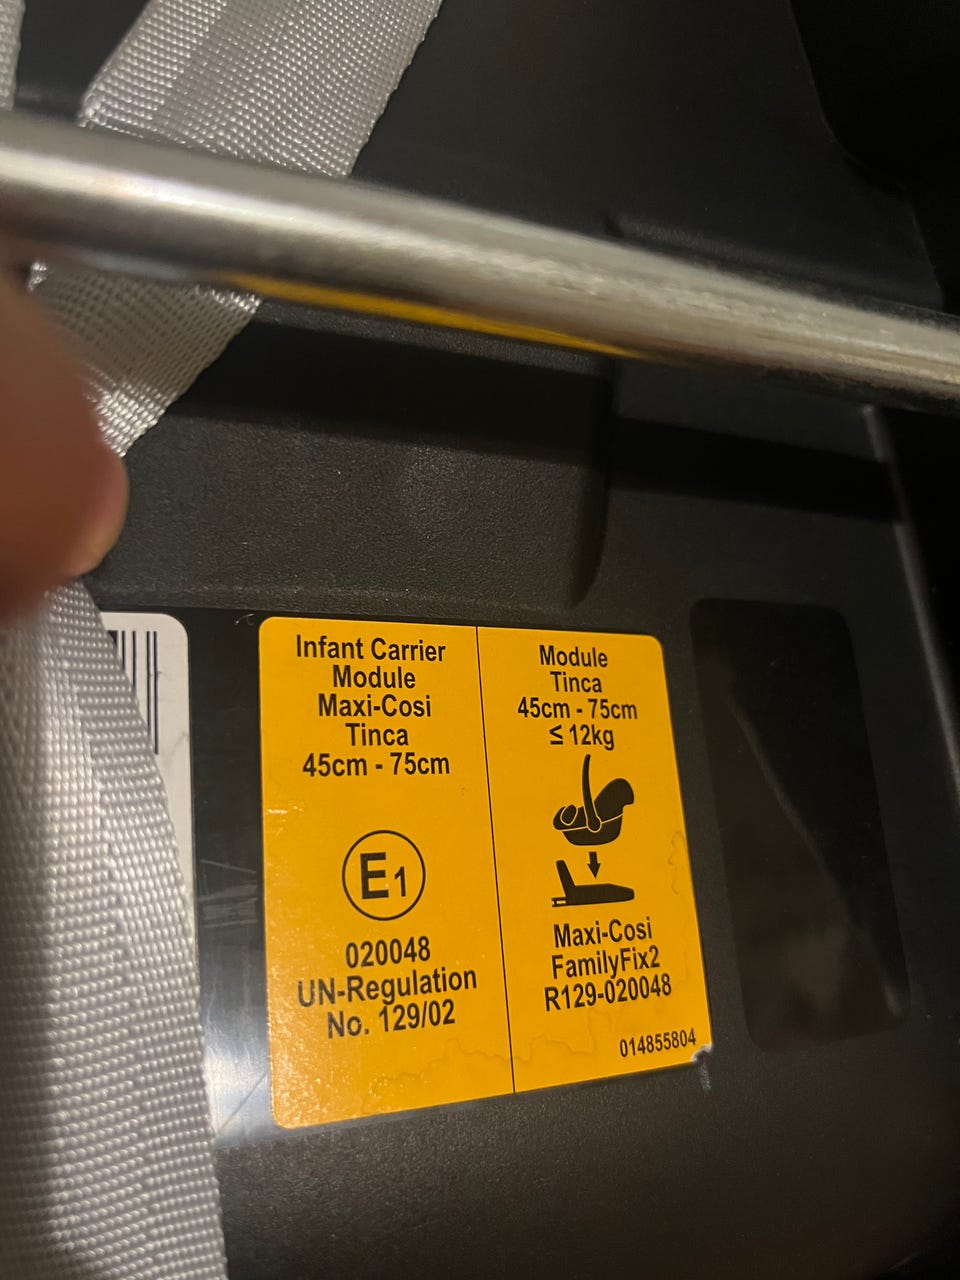 Infant Carrier
Module
Maxi-Cosi
Tinca
45cm - 75cm
E1
020048
UN-Regulation
No. 129/02
Module
Tinca
45cm - 75cm
≤ 12kg
Maxi-Cosi
FamilyFix2
R129-020048
014855804